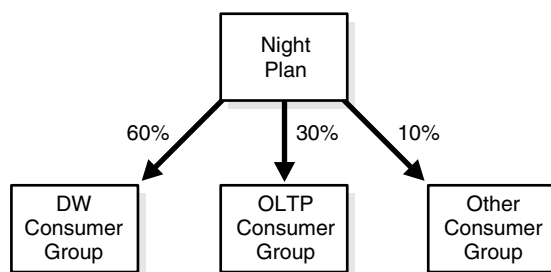 Night
Plan
60%
30%
10%
DW
Consumer
Group
OLTP
Consumer
Group
Other
Consumer
Group